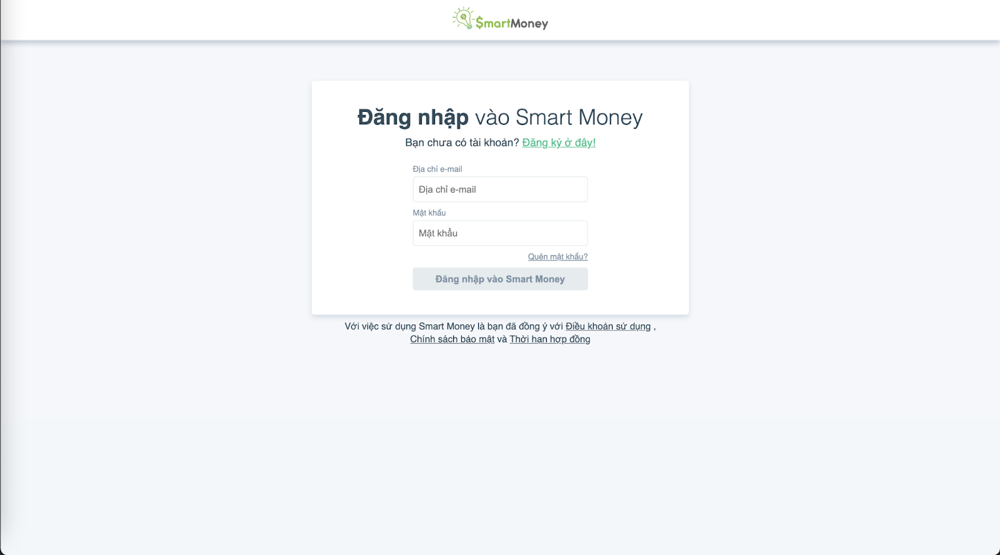 $martMoney
Đăng nhập vào Smart Money
Bạn chưa có tài khoản? Đăng ký ở đây!
Địa chỉ e-mail
Địa chỉ e-mail
Mật khẩu
Mật khẩu
Quên mật khẩu?
Đăng nhập vào Smart Money
Với việc sử dụng Smart Money là bạn đã đồng ý với Điều khoản sử dụng ,
Chính sách bảo mật và Thời hạn hợp đồng